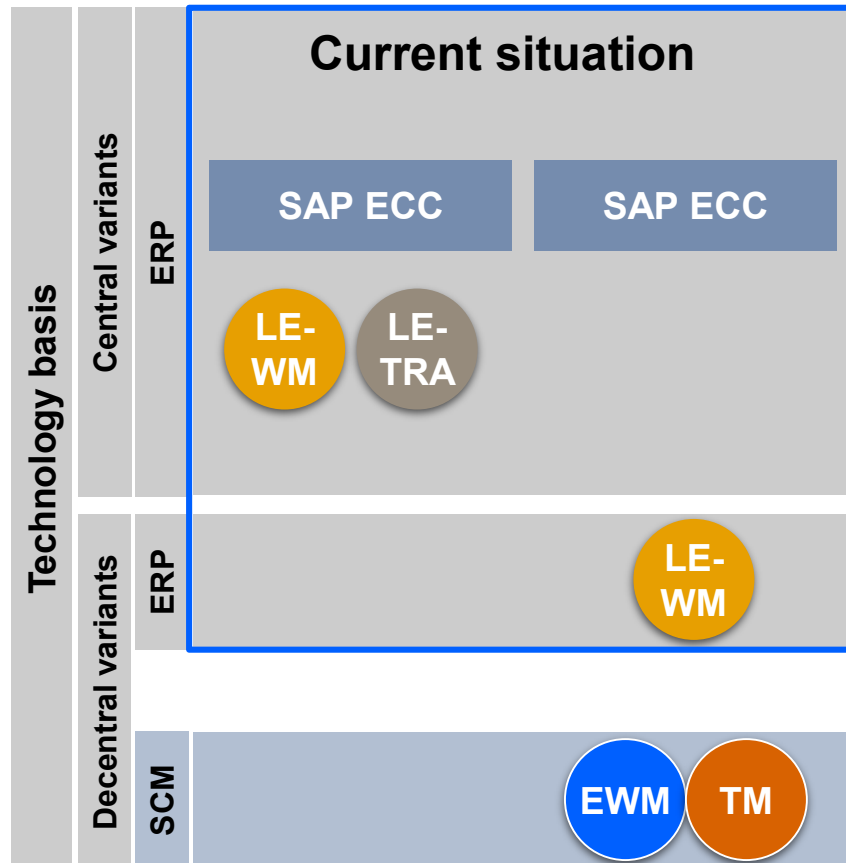 Current situation
Technology basis
Central variants
ERP
SAP ECC
SAP ECC
LE-
WM
LE-
TRA
Decentral variants
ERP
LE-
WM
SCM
EWM
TM